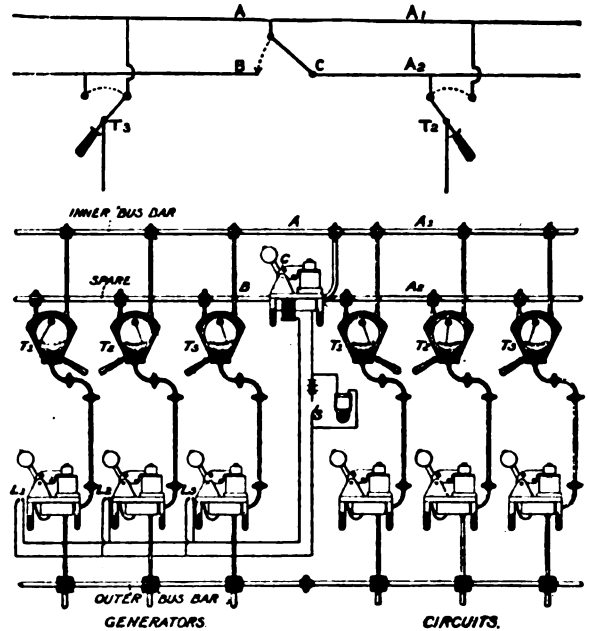 A A1
B C A2
T3 T2
INNER BUS BAR A A1
C
SPARE B A2
T1 T2 T3 T1 T2 T3
S
L1 L2 L3
OUTER BUS BAR
GENERATORS. CIRCUITS.